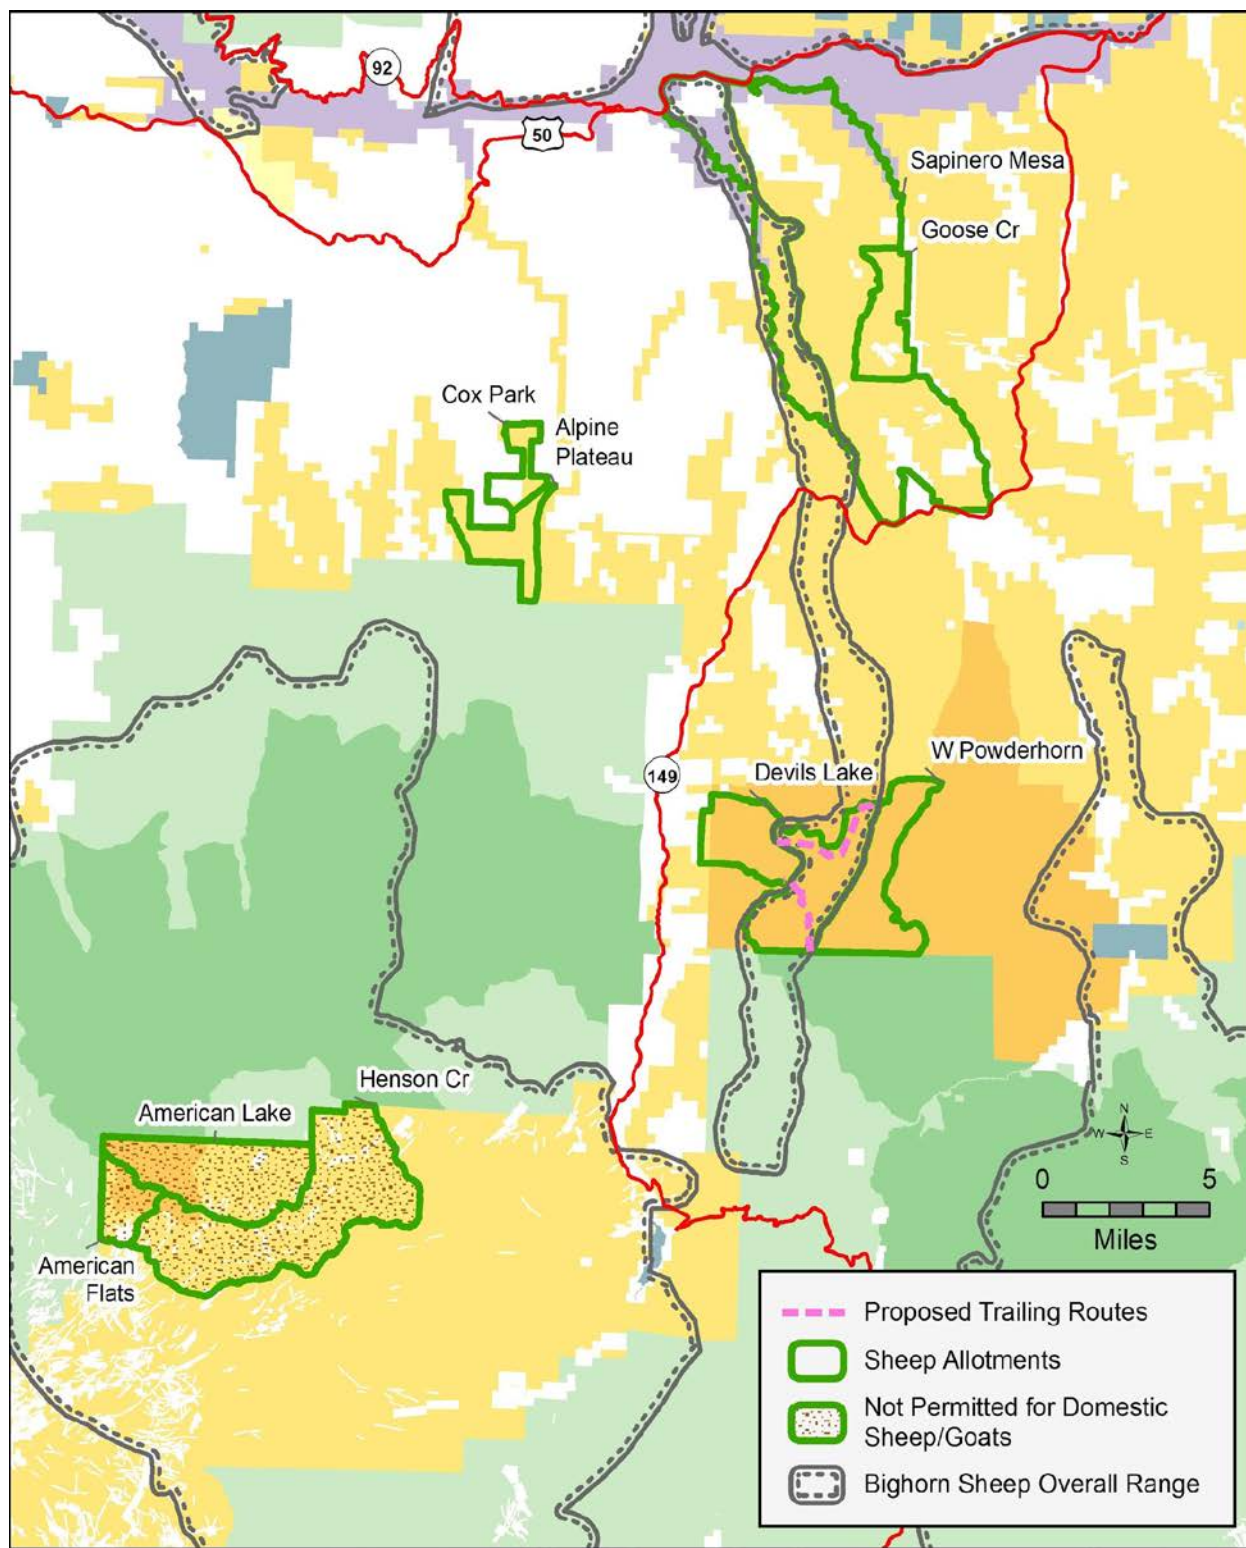 92
50
Sapinero Mesa
Goose Cr
Cox Park
Alpine
Plateau
W Powderhorn
Devils Lake
149
Henson Cr
American Lake
N
W
E
S
0
5
Miles
American
Flats
Proposed Trailing Routes
Sheep Allotments
Not Permitted for Domestic
Sheep/Goats
Bighorn Sheep Overall Range